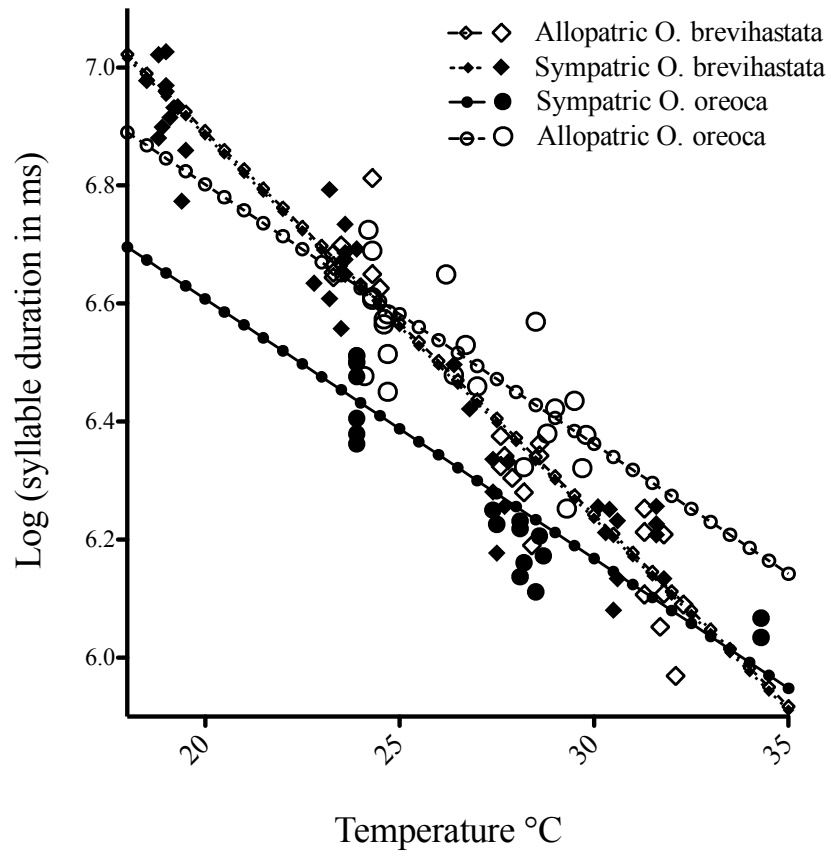 Allopatric O. brevihastata
Sympatric O. brevihastata
Sympatric O. oreoca
Allopatric O. oreoca
Log (syllable duration in ms)
7.0
6.8
6.6
6.4
6.2
6.0
20
25
30
35
Temperature °C